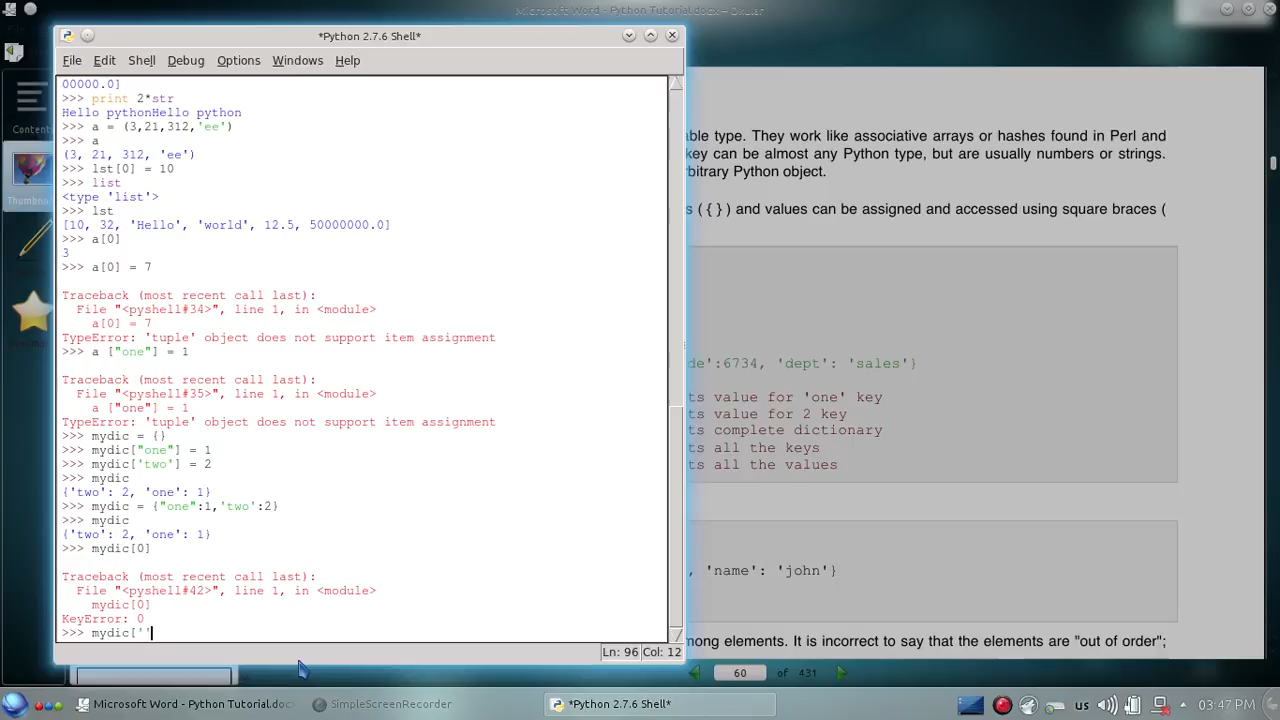 Microsoft Word - Python Tutorial.docx - Okular
*Python 2.7.6 Shell*
File Edit Shell Debug Options Windows Help
00000.0]
>>> print 2*str
Hello pythonHello python
>>> a = (3,21,312,'ee')
>>> a
(3, 21, 312, 'ee')
>>> lst[0] = 10
>>> list
<type 'list'>
>>> lst
[10, 32, 'Hello', 'world', 12.5, 50000000.0]
>>> a[0]
3
>>> a[0] = 7
Traceback (most recent call last):
File "<pyshell#34>", line 1, in <module>
a[0] = 7
TypeError: 'tuple' object does not support item assignment
>>> a ["one"] = 1
Traceback (most recent call last):
File "<pyshell#35>", line 1, in <module>
a ["one"] = 1
TypeError: 'tuple' object does not support item assignment
>>> mydic = {}
>>> mydic["one"] = 1
>>> mydic['two'] = 2
>>> mydic
{'two': 2, 'one': 1}
>>> mydic = {"one":1,'two':2}
>>> mydic
{'two': 2, 'one': 1}
>>> mydic[0]
Traceback (most recent call last):
File "<pyshell#42>", line 1, in <module>
mydic[0]
KeyError: 0
>>> mydic[''
Ln: 96 Col: 12
Contents
Thumbna
able type. They work like associative arrays or hashes found in Perl and
key can be almost any Python type, but are usually numbers or strings.
rbitrary Python object.
s ( { } ) and values can be assigned and accessed using square braces (
de':6734, 'dept': 'sales'}
ts value for 'one' key
ts value for 2 key
ts complete dictionary
ts all the keys
ts all the values
, 'name': 'john'}
mong elements. It is incorrect to say that the elements are "out of order";
60 of 431
Microsoft Word - Python Tutorial.docx
SimpleScreenRecorder
*Python 2.7.6 Shell*
us
03:47 PM